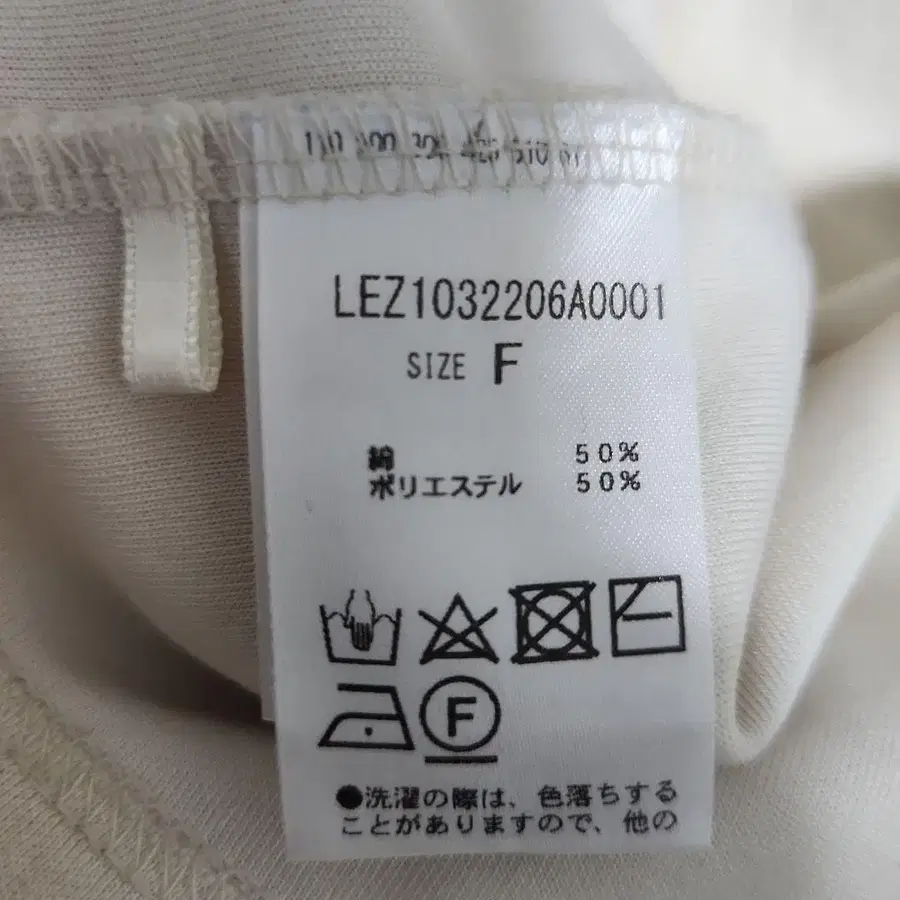 LEZ1032206A0001
SIZE F
綿 50%
ポリエステル 50%
F
●洗濯の際は、色落ちする
ことがありますので、他の